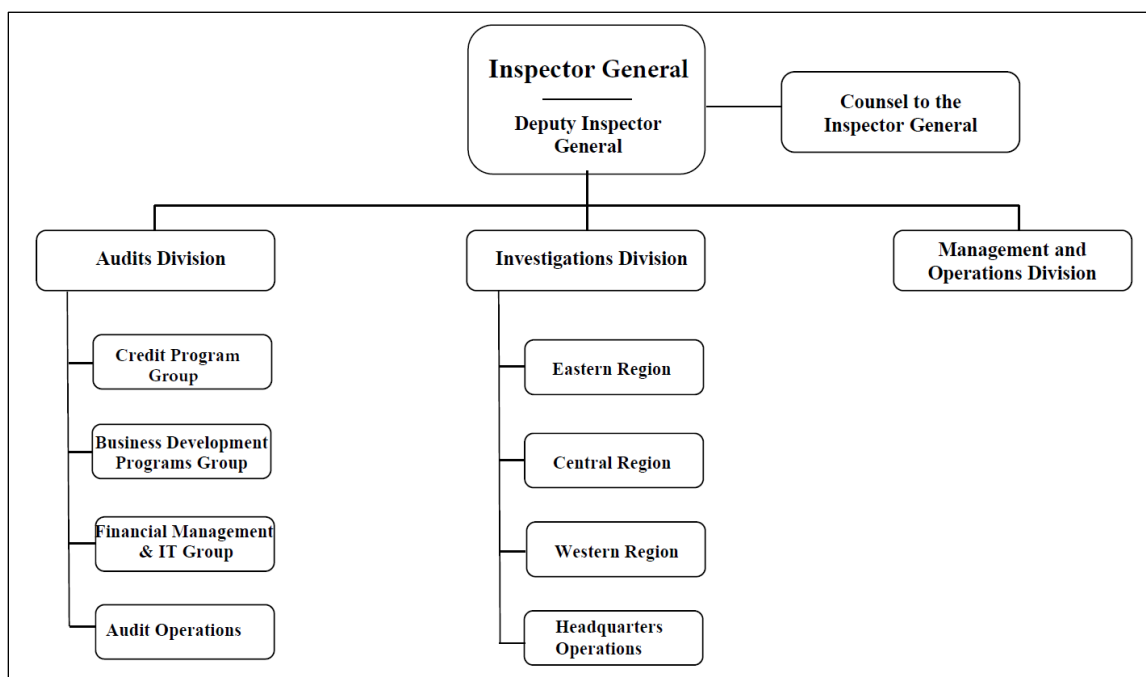 Inspector General
Deputy Inspector
General
Counsel to the
Inspector General
Audits Division
Investigations Division
Management and
Operations Division
Credit Program
Group
Business Development
Programs Group
Financial Management
& IT Group
Audit Operations
Eastern Region
Central Region
Western Region
Headquarters
Operations